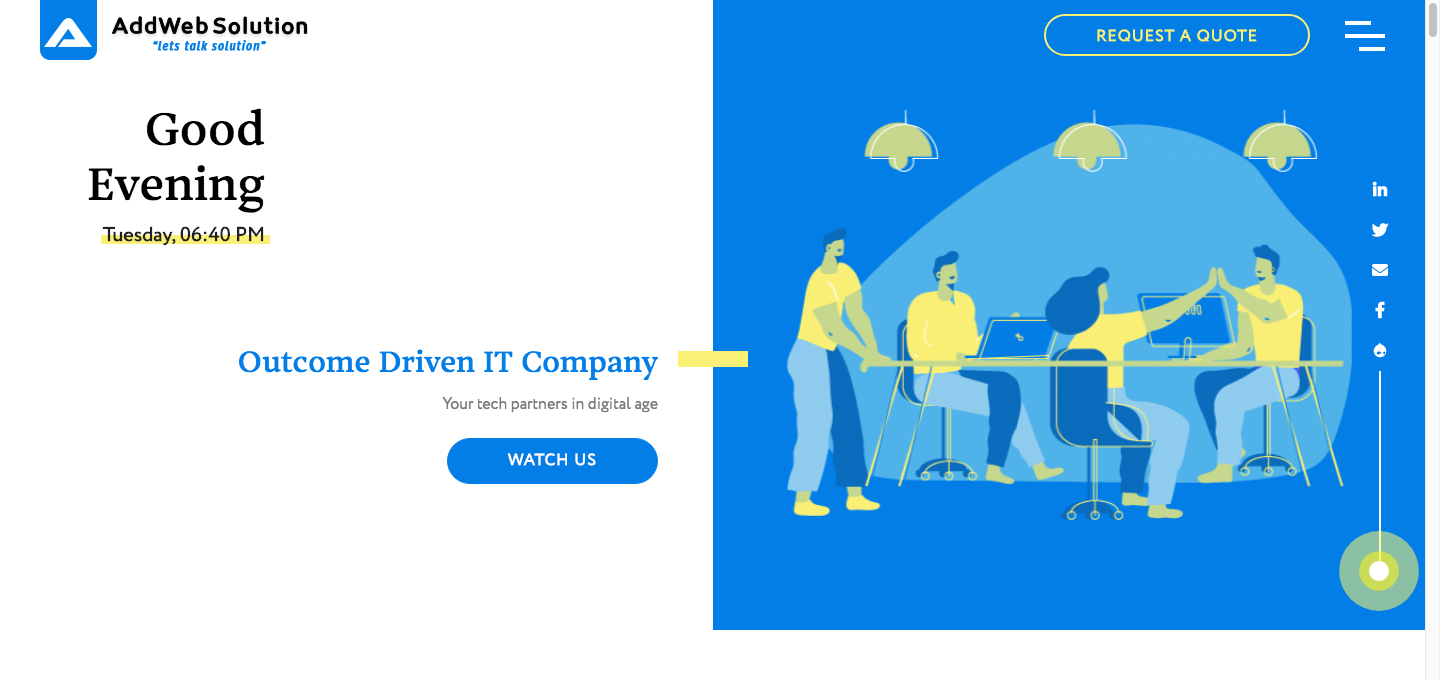 AddWeb Solution
"lets talk solution"
REQUEST A QUOTE
Good
Evening
Tuesday, 06:40 PM
Outcome Driven IT Company
Your tech partners in digital age
WATCH US